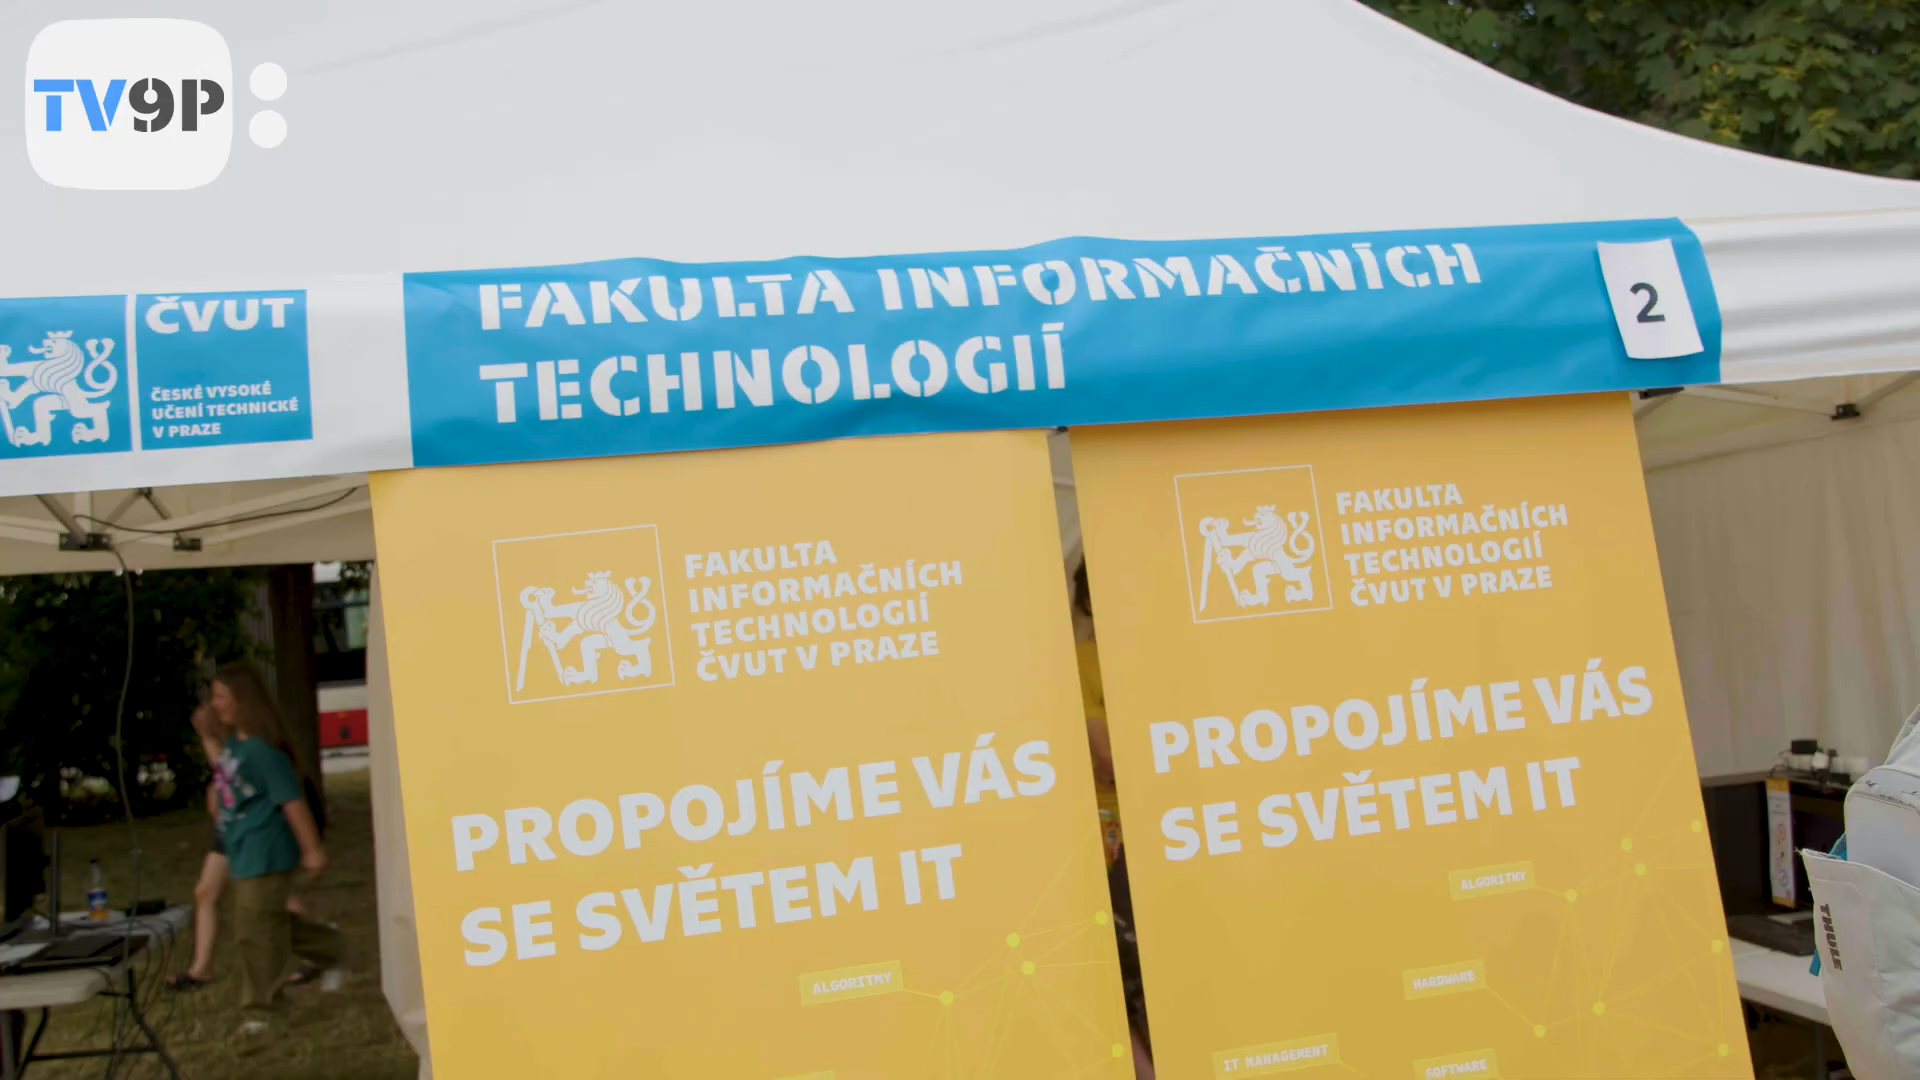 TV9P
ČVUT
ČESKÉ VYSOKÉ
UČENÍ TECHNICKÉ
V PRAZE
FAKULTA INFORMAČNÍCH
TECHNOLOGIÍ
2
FAKULTA
INFORMAČNÍCH
TECHNOLOGIÍ
ČVUT V PRAZE
PROPOJÍME VÁS
SE SVĚTEM IT
ALGORITMY
FAKULTA
INFORMAČNÍCH
TECHNOLOGIÍ
ČVUT V PRAZE
PROPOJÍME VÁS
SE SVĚTEM IT
ALGORITMY
HARDWARE
IT MANAGEMENT
SOFTWARE
THULE